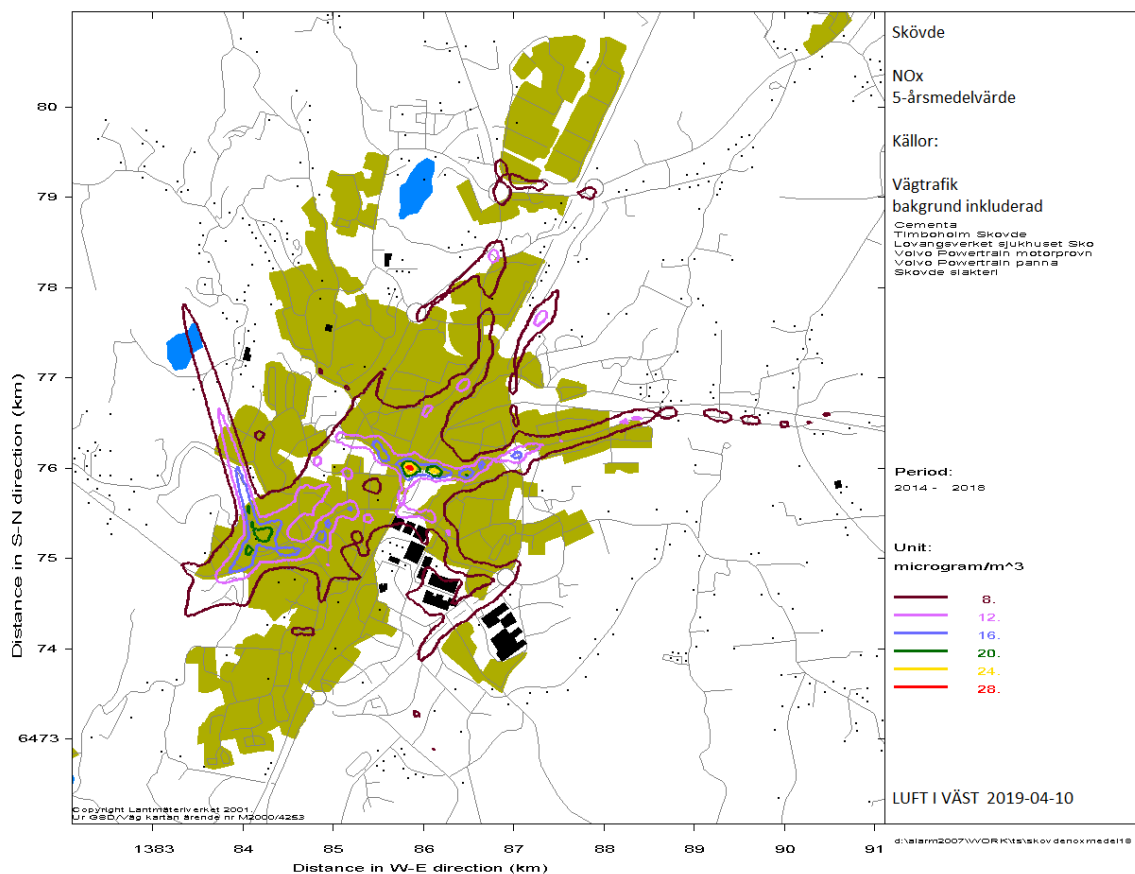 Skövde
NOx
5-årsmedelvärde
Källor:
Vägtrafik
bakgrund inkluderad
Cementa
Timboholm Skovde
Lovangsverket sjukhuset Sko
Volvo Powertrain motorprovn
Volvo Powertrain panna
Skovde slakteri
Period:
2014 - 2018
Unit:
microgram/m^3
8.
12.
16.
20.
24.
28.
LUFT I VÄST 2019-04-10
d:\alarm2007\WORK\ts\skovdenoxmedel18
Distance in S-N direction (km)
80
79
78
77
76
75
74
6473
Copyright Lantmäteriverket 2001.
Ur GSD/Väg kartan ärende nr M2000/4253
1383 84 85 86 87 88 89 90 91
Distance in W-E direction (km)